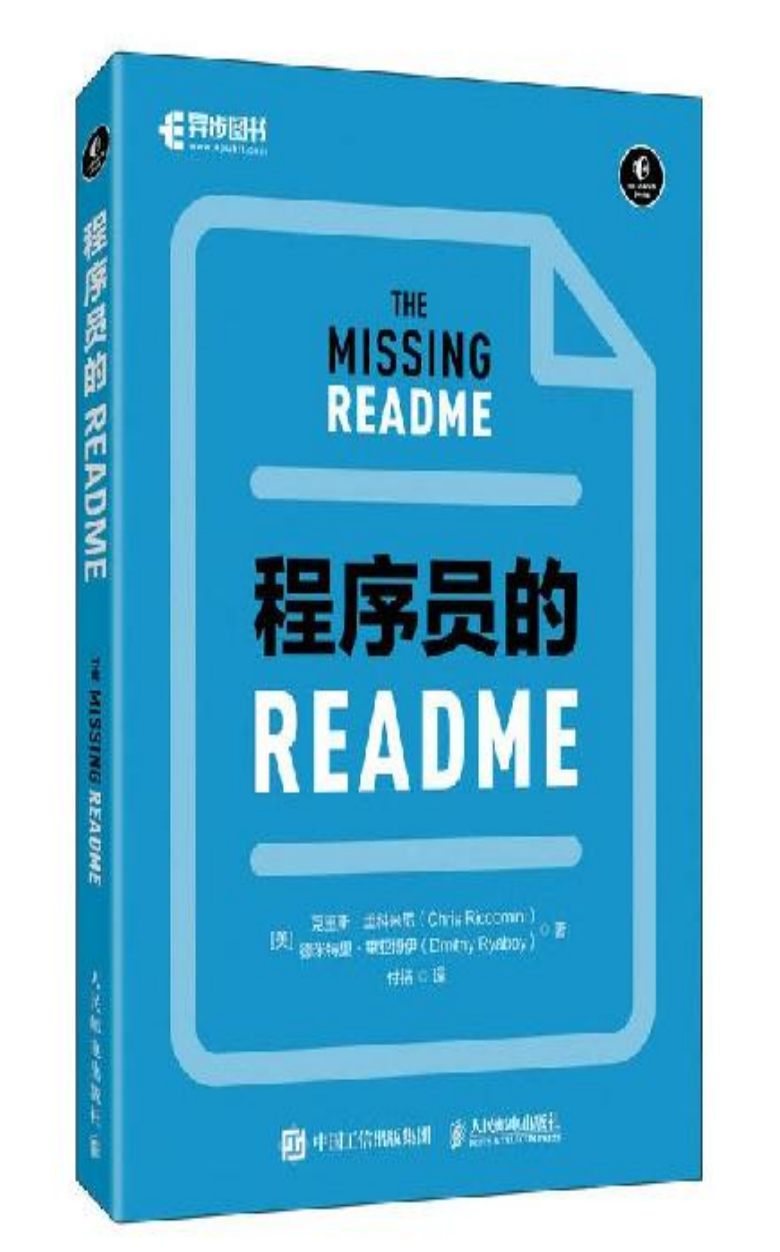 异步图书
www.epubit.com
THE
MISSING
README
程序员的
README
[美]
克里斯·里科米尼（Chris Riccomini）
德米特里·里亚博伊（Dmitriy Ryaboy）
著
付裕 译
中国工信出版集团
人民邮电出版社
程序员的 README
THE MISSING README
人民邮电出版社